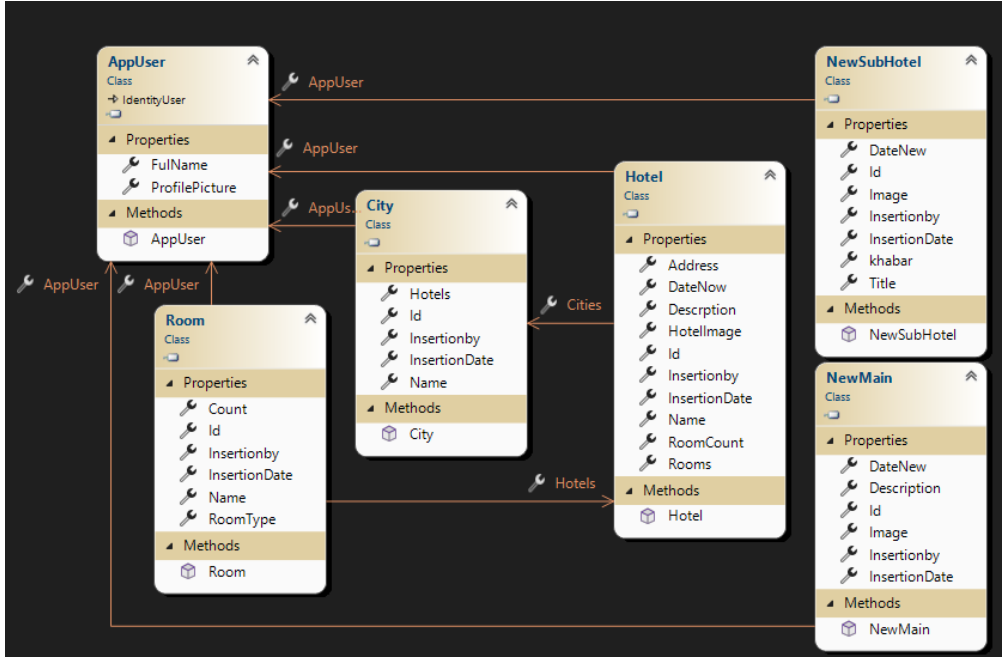 AppUser
Class
IdentityUser
Properties
FulName
ProfilePicture
Methods
AppUser
AppUser
AppUser
AppUs...
AppUser
AppUser
City
Class
Properties
Hotels
Id
Insertionby
InsertionDate
Name
Methods
City
Room
Class
Properties
Count
Id
Insertionby
InsertionDate
Name
RoomType
Methods
Room
Cities
Hotels
Hotel
Class
Properties
Address
DateNow
Descrption
HotelImage
Id
Insertionby
InsertionDate
Name
RoomCount
Rooms
Methods
Hotel
NewSubHotel
Class
Properties
DateNew
Id
Image
Insertionby
InsertionDate
khabar
Title
Methods
NewSubHotel
NewMain
Class
Properties
DateNew
Description
Id
Image
Insertionby
InsertionDate
Methods
NewMain